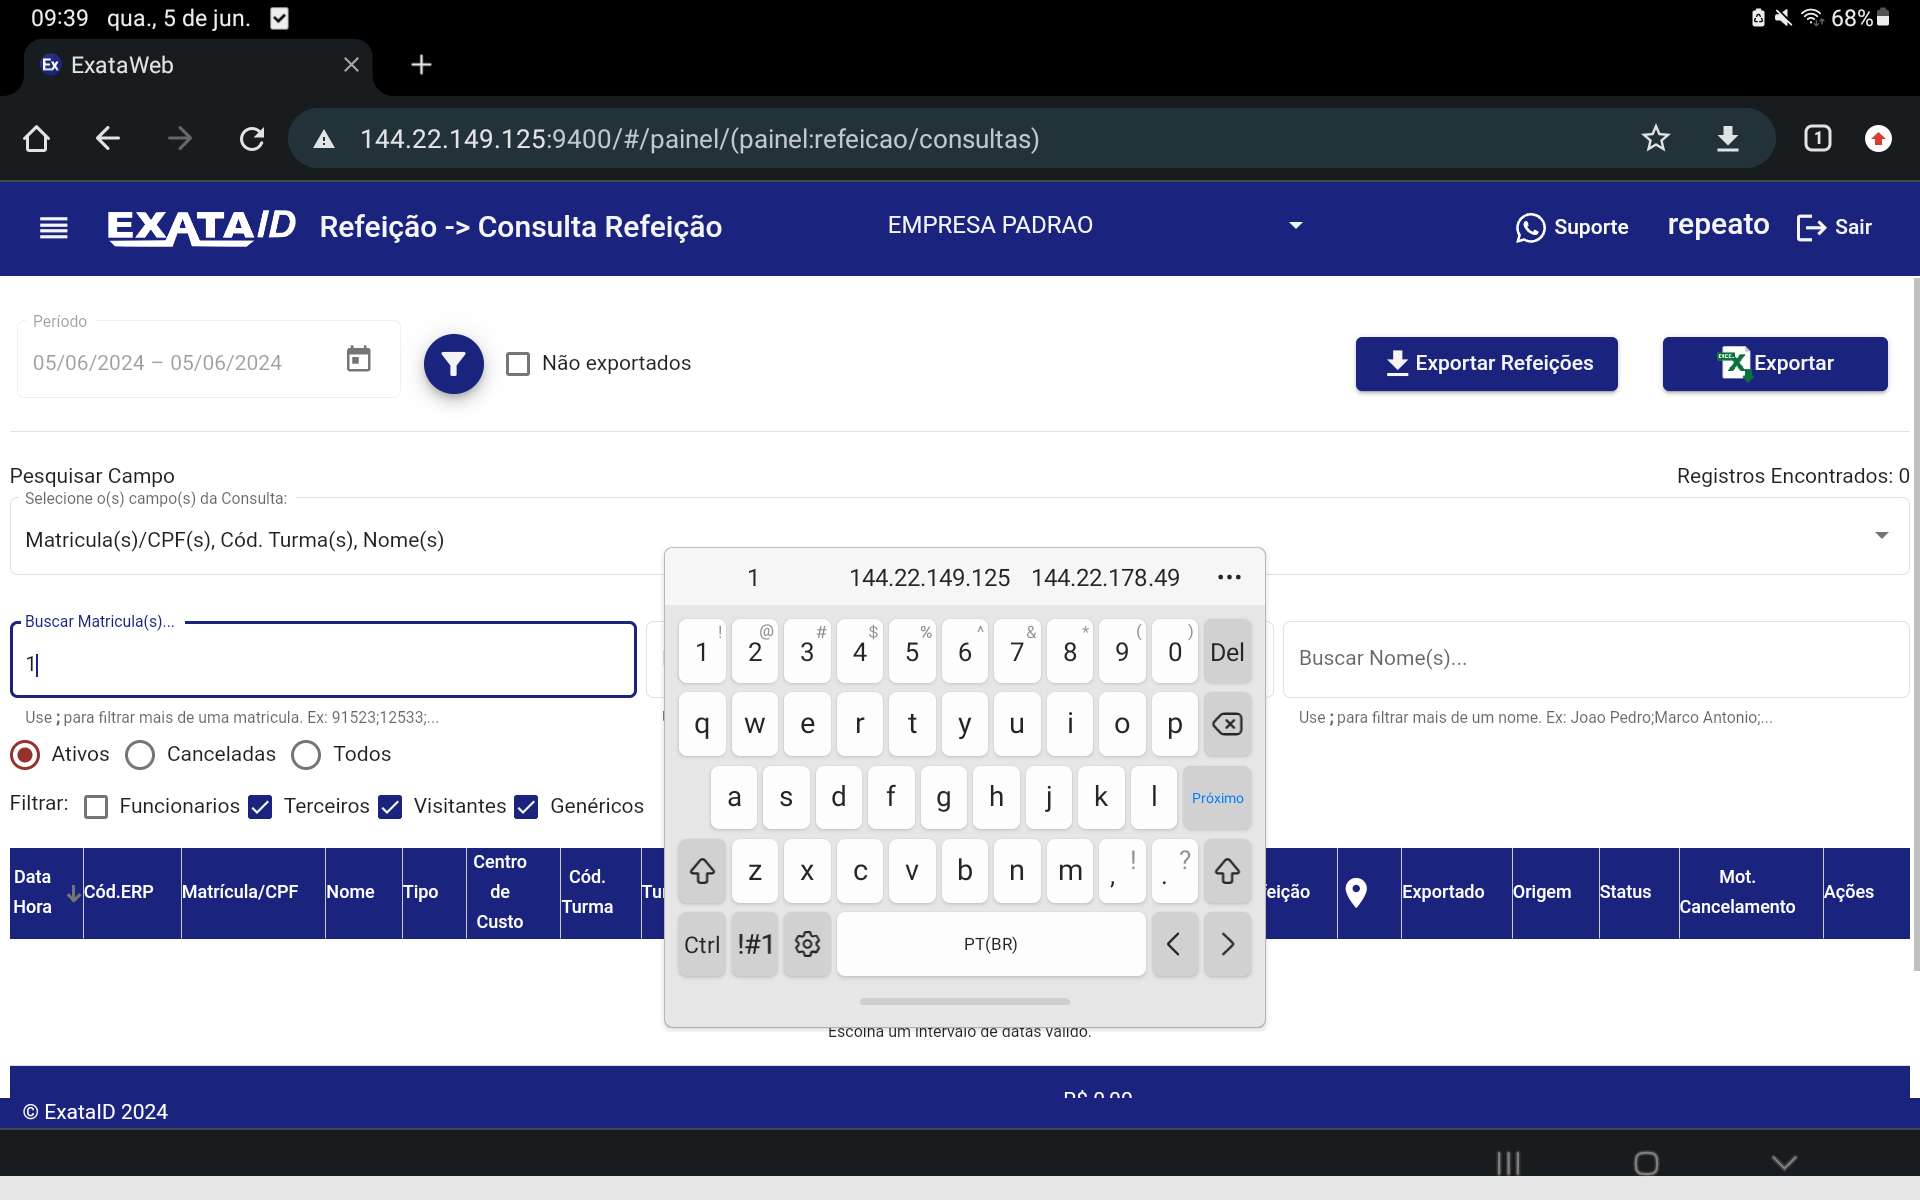 09:39 qua., 5 de jun.
68%
Ex ExataWeb
1
144.22.149.125:9400/#/painel/(painel:refeicao/consultas)
EXATA/D Refeição -> Consulta Refeição
EMPRESA PADRAO
Suporte
repeato
Sair
Período
05/06/2024 – 05/06/2024
Não exportados
Exportar Refeições
Exportar
Pesquisar Campo
Registros Encontrados: 0
Selecione o(s) campo(s) da Consulta:
Matricula(s)/CPF(s), Cód. Turma(s), Nome(s)
Buscar Matricula(s)...
1
Buscar Nome(s)...
Use ; para filtrar mais de uma matricula. Ex: 91523;12533;...
Use ; para filtrar mais de um nome. Ex: Joao Pedro;Marco Antonio;...
Ativos Canceladas Todos
Filtrar: Funcionarios Terceiros Visitantes Genéricos
Data Hora
Cód.ERP
Matrícula/CPF
Nome
Tipo
Centro de Custo
Cód. Turma
Tu
eição
Exportado
Origem
Status
Mot. Cancelamento
Ações
1 144.22.149.125 144.22.178.49 ...
! @ # $ % ^ & * ( )
1 2 3 4 5 6 7 8 9 0 Del
q w e r t y u i o p
a s d f g h j k l Próximo
z x c v b n m , ! . ?
Ctrl !#1 PT(BR) < >
Escolha um intervalo de datas válido.
R$ 0,00
© ExataID 2024